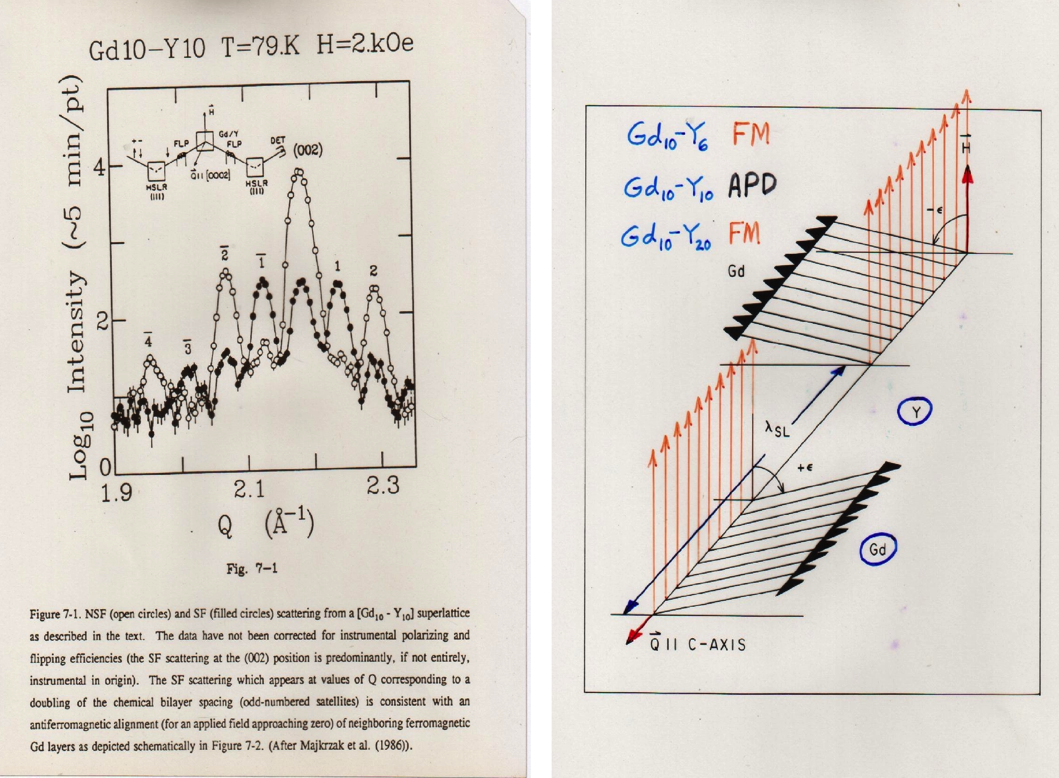 Gd10-Y10 T=79.K H=2.kOe
Log10 Intensity (~5 min/pt)
4
2
0
+ -
H
Gd/Y
FLP
FLP
DET
Q || [0002]
HSLR
(III)
HSLR
(III)
(002)
4̅
3̅
2̅
1̅
1
2
1.9
2.1
2.3
Q (Å⁻¹)
Fig. 7-1
Figure 7-1. NSF (open circles) and SF (filled circles) scattering from a [Gd₁₀ - Y₁₀] superlattice
as described in the text. The data have not been corrected for instrumental polarizing and
flipping efficiencies (the SF scattering at the (002) position is predominantly, if not entirely,
instrumental in origin). The SF scattering which appears at values of Q corresponding to a
doubling of the chemical bilayer spacing (odd-numbered satellites) is consistent with an
antiferromagnetic alignment (for an applied field approaching zero) of neighboring ferromagnetic
Gd layers as depicted schematically in Figure 7-2. (After Majkrzak et al. (1986)).
Gd₁₀-Y₆ FM
Gd₁₀-Y₁₀ APD
Gd₁₀-Y₂₀ FM
H
-ϵ
Gd
Y
λSL
+ϵ
Gd
Q || C-AXIS